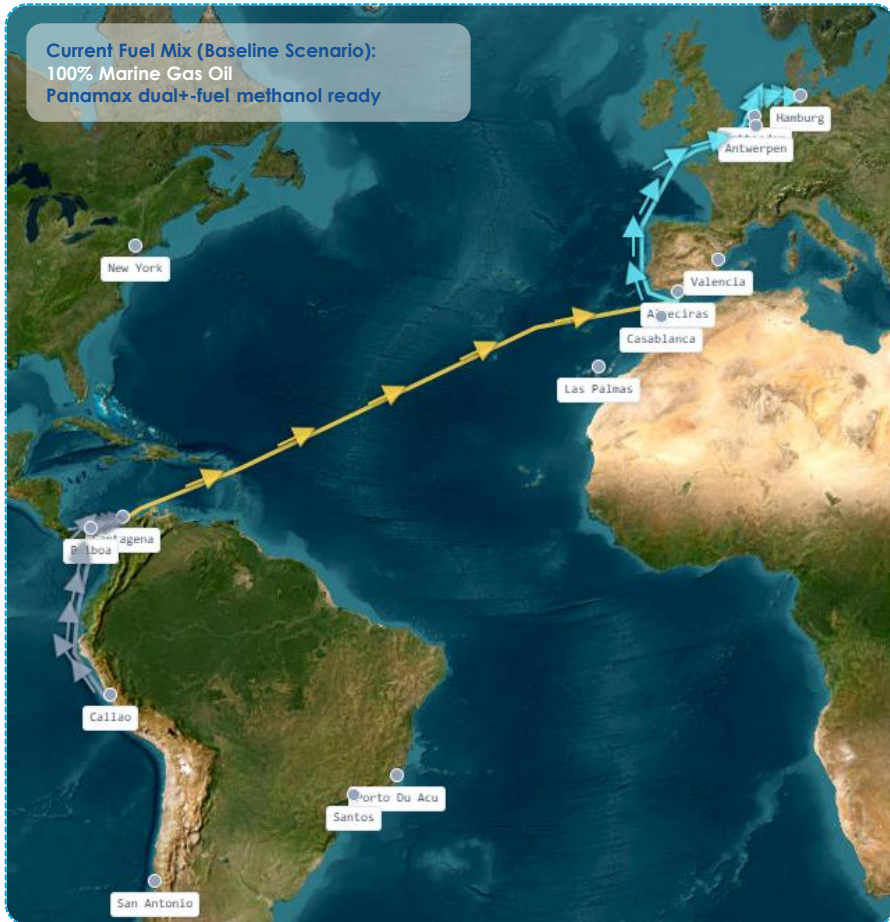 Current Fuel Mix (Baseline Scenario):
100% Marine Gas Oil
Panamax dual+-fuel methanol ready
Hamburg
Antwerpen
New York
Valencia
Algeciras
Casablanca
Las Palmas
Cartagena
Balboa
Callao
Porto Du Acu
Santos
San Antonio